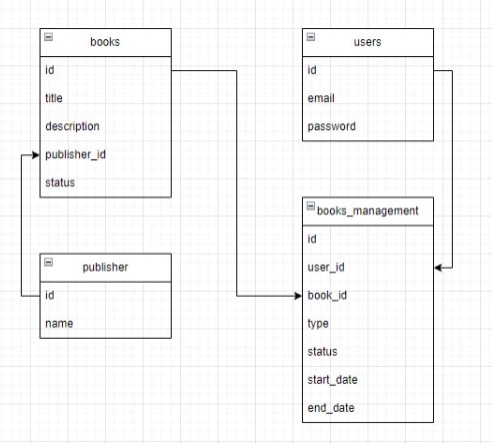 books
id
title
description
publisher_id
status
users
id
email
password
publisher
id
name
books_management
id
user_id
book_id
type
status
start_date
end_date